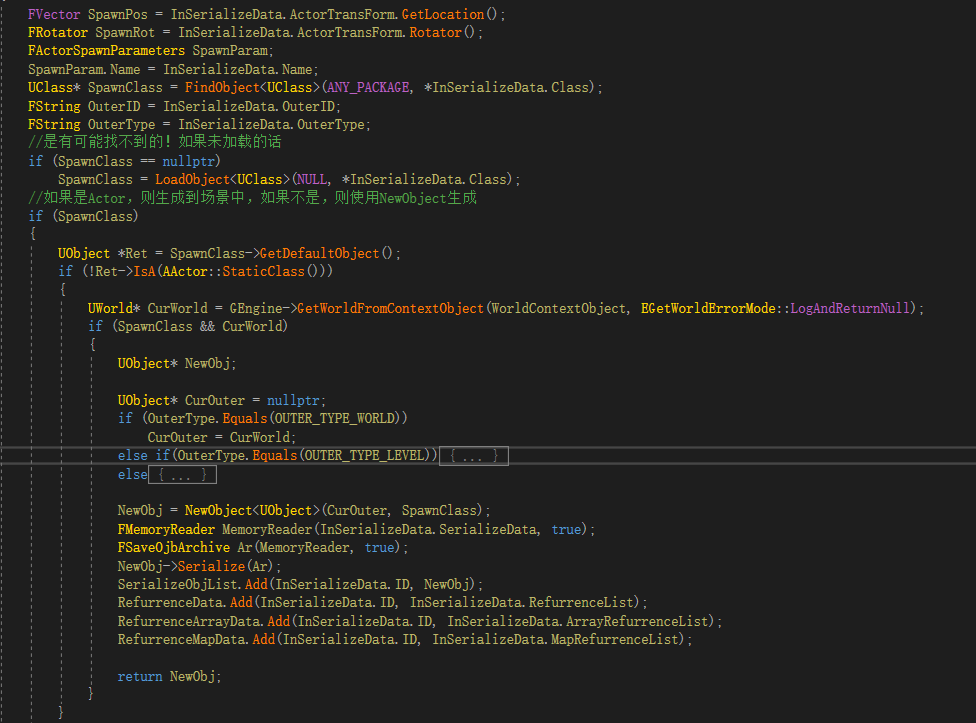 FVector SpawnPos = InSerializeData.ActorTransForm.GetLocation();
FRotator SpawnRot = InSerializeData.ActorTransForm.Rotator();
FActorSpawnParameters SpawnParam;
SpawnParam.Name = InSerializeData.Name;
UClass* SpawnClass = FindObject<UClass>(ANY_PACKAGE, *InSerializeData.Class);
FString OuterID = InSerializeData.OuterID;
FString OuterType = InSerializeData.OuterType;
//是有可能找不到的！如果未加载的话
if (SpawnClass == nullptr)
SpawnClass = LoadObject<UClass>(NULL, *InSerializeData.Class);
//如果是Actor，则生成到场景中，如果不是，则使用NewObject生成
if (SpawnClass)
{
UObject *Ret = SpawnClass->GetDefaultObject();
if (!Ret->IsA(AActor::StaticClass()))
{
UWorld* CurWorld = GEngine->GetWorldFromContextObject(WorldContextObject, EGetWorldErrorMode::LogAndReturnNull);
if (SpawnClass && CurWorld)
{
UObject* NewObj;
UObject* CurOuter = nullptr;
if (OuterType.Equals(OUTER_TYPE_WORLD))
CurOuter = CurWorld;
else if(OuterType.Equals(OUTER_TYPE_LEVEL)) { ... }
else { ... }
NewObj = NewObject<UObject>(CurOuter, SpawnClass);
FMemoryReader MemoryReader(InSerializeData.SerializeData, true);
FSaveOjbArchive Ar(MemoryReader, true);
NewObj->Serialize(Ar);
SerializeObjList.Add(InSerializeData.ID, NewObj);
RefurrenceData.Add(InSerializeData.ID, InSerializeData.RefurrenceList);
RefurrenceArrayData.Add(InSerializeData.ID, InSerializeData.ArrayRefurrenceList);
RefurrenceMapData.Add(InSerializeData.ID, InSerializeData.MapRefurrenceList);
return NewObj;
}
}